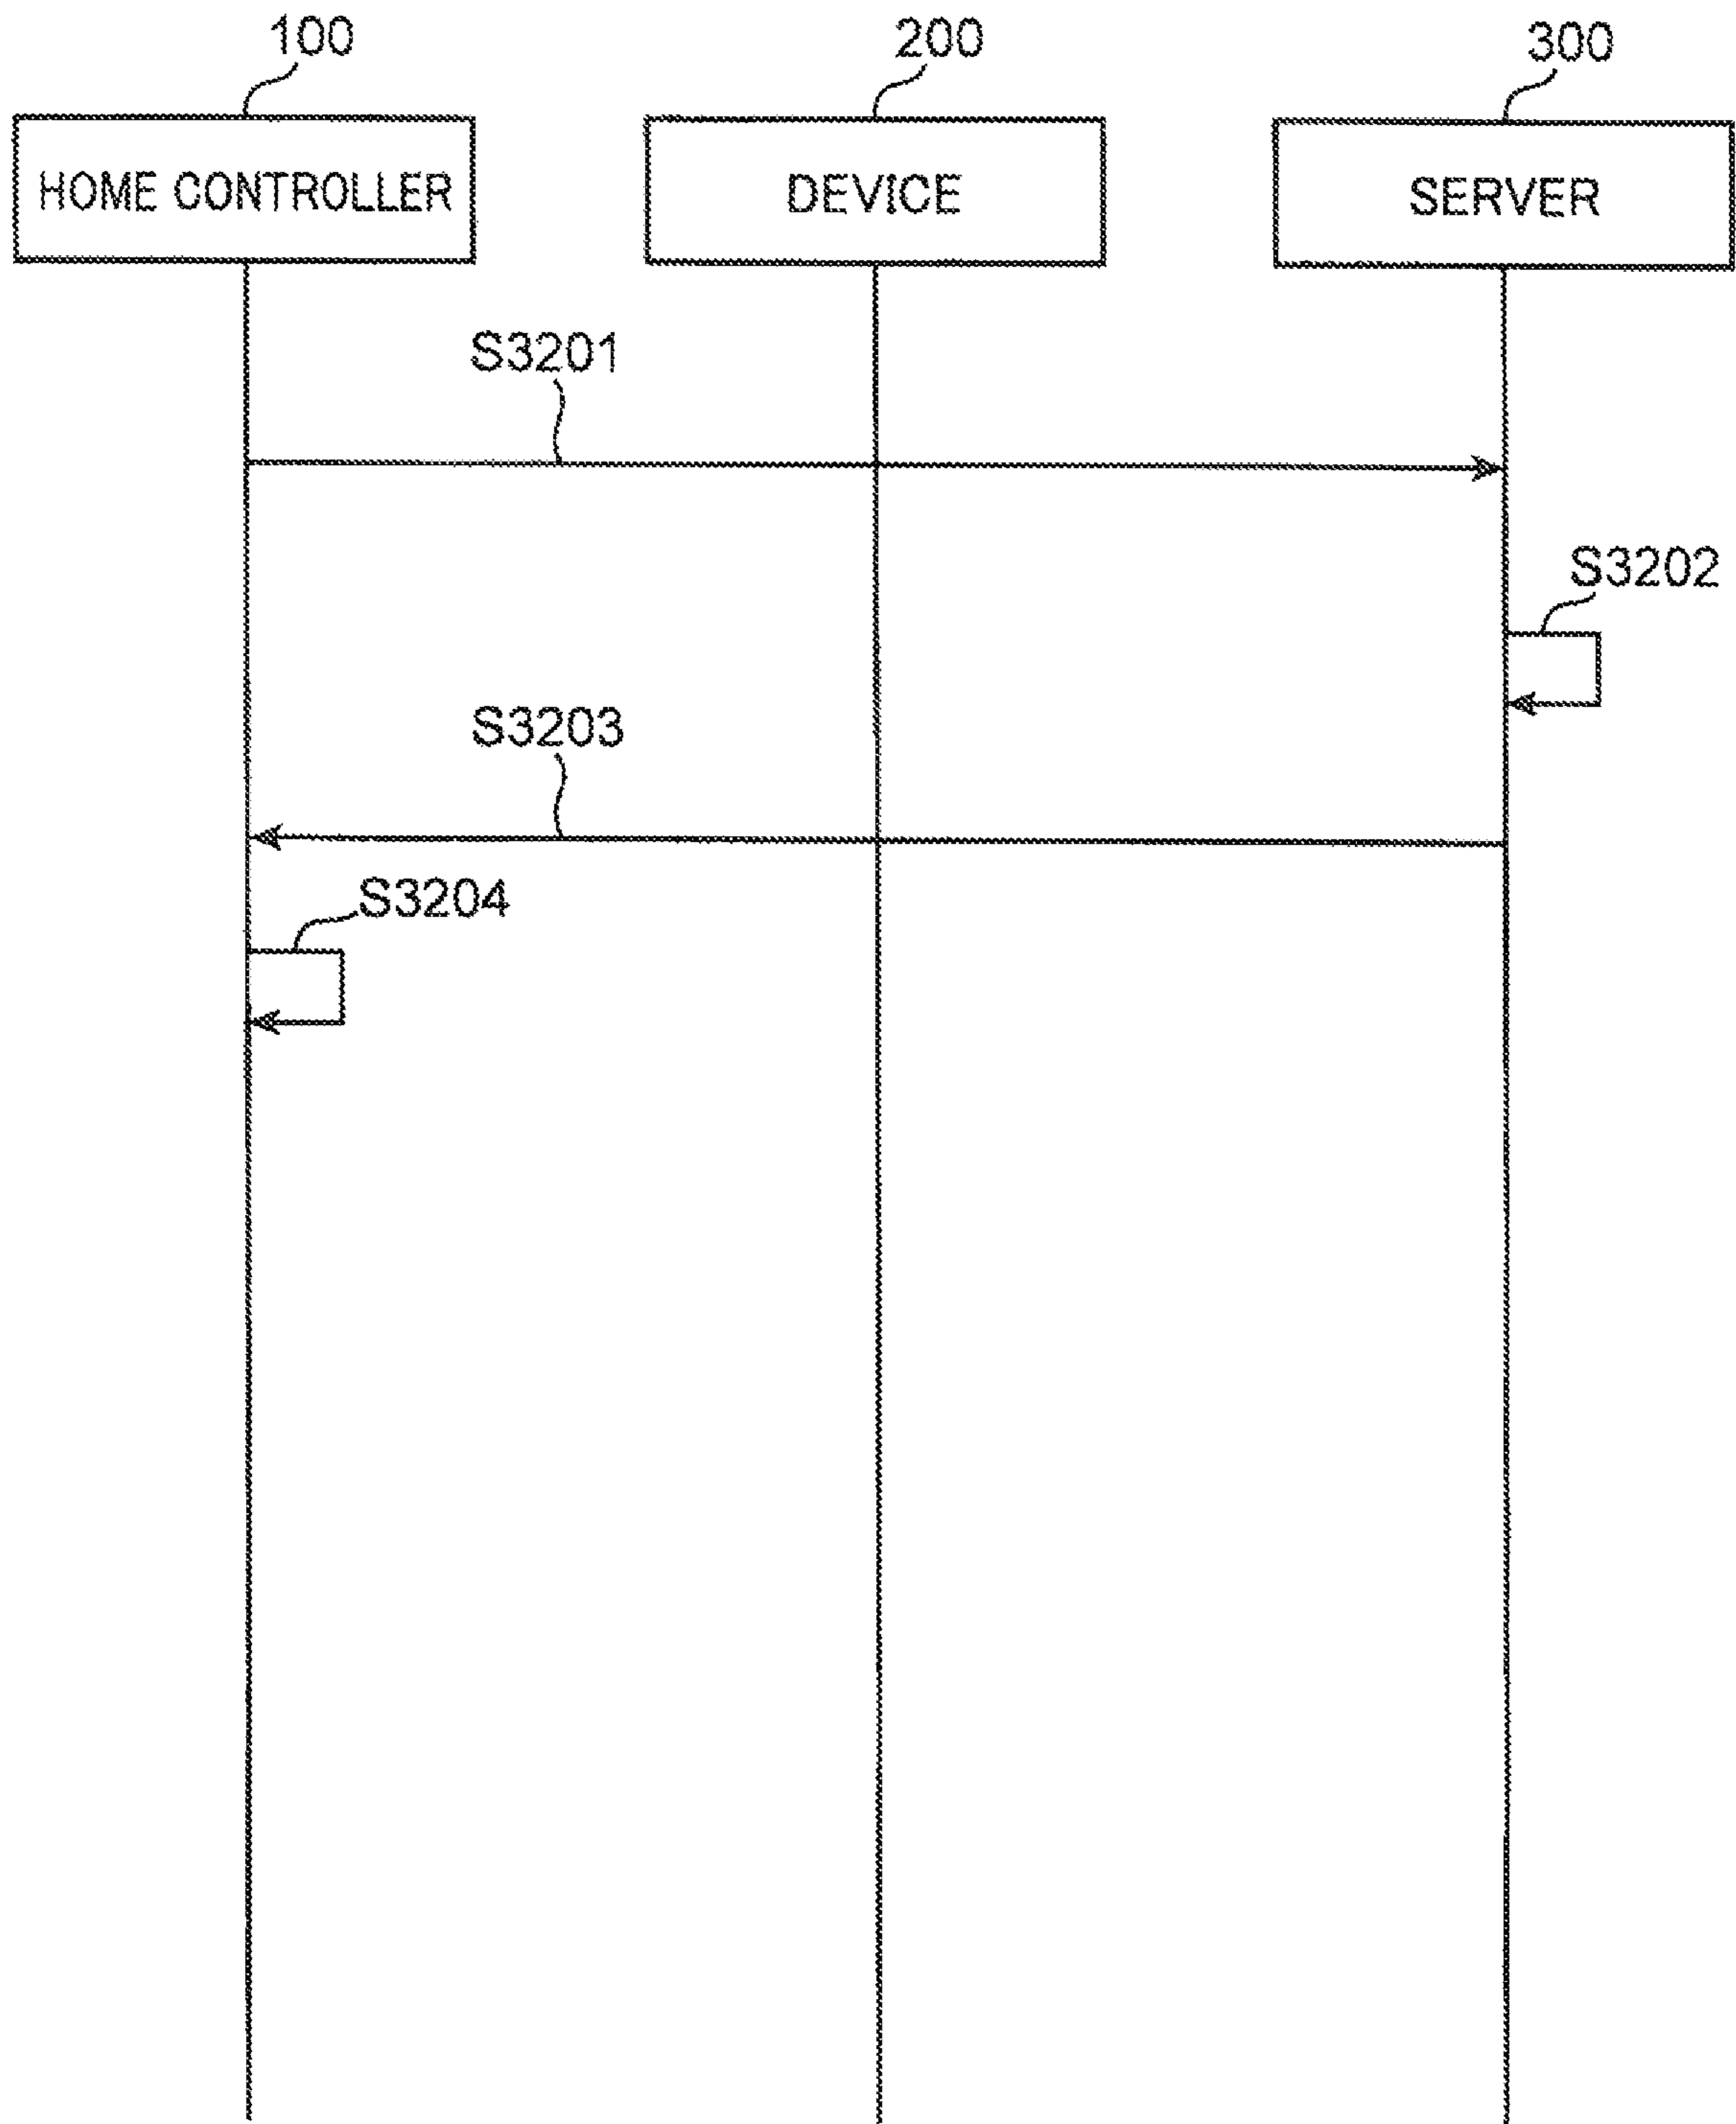 100
200
300
HOME CONTROLLER
DEVICE
SERVER
S3201
S3202
S3203
S3204